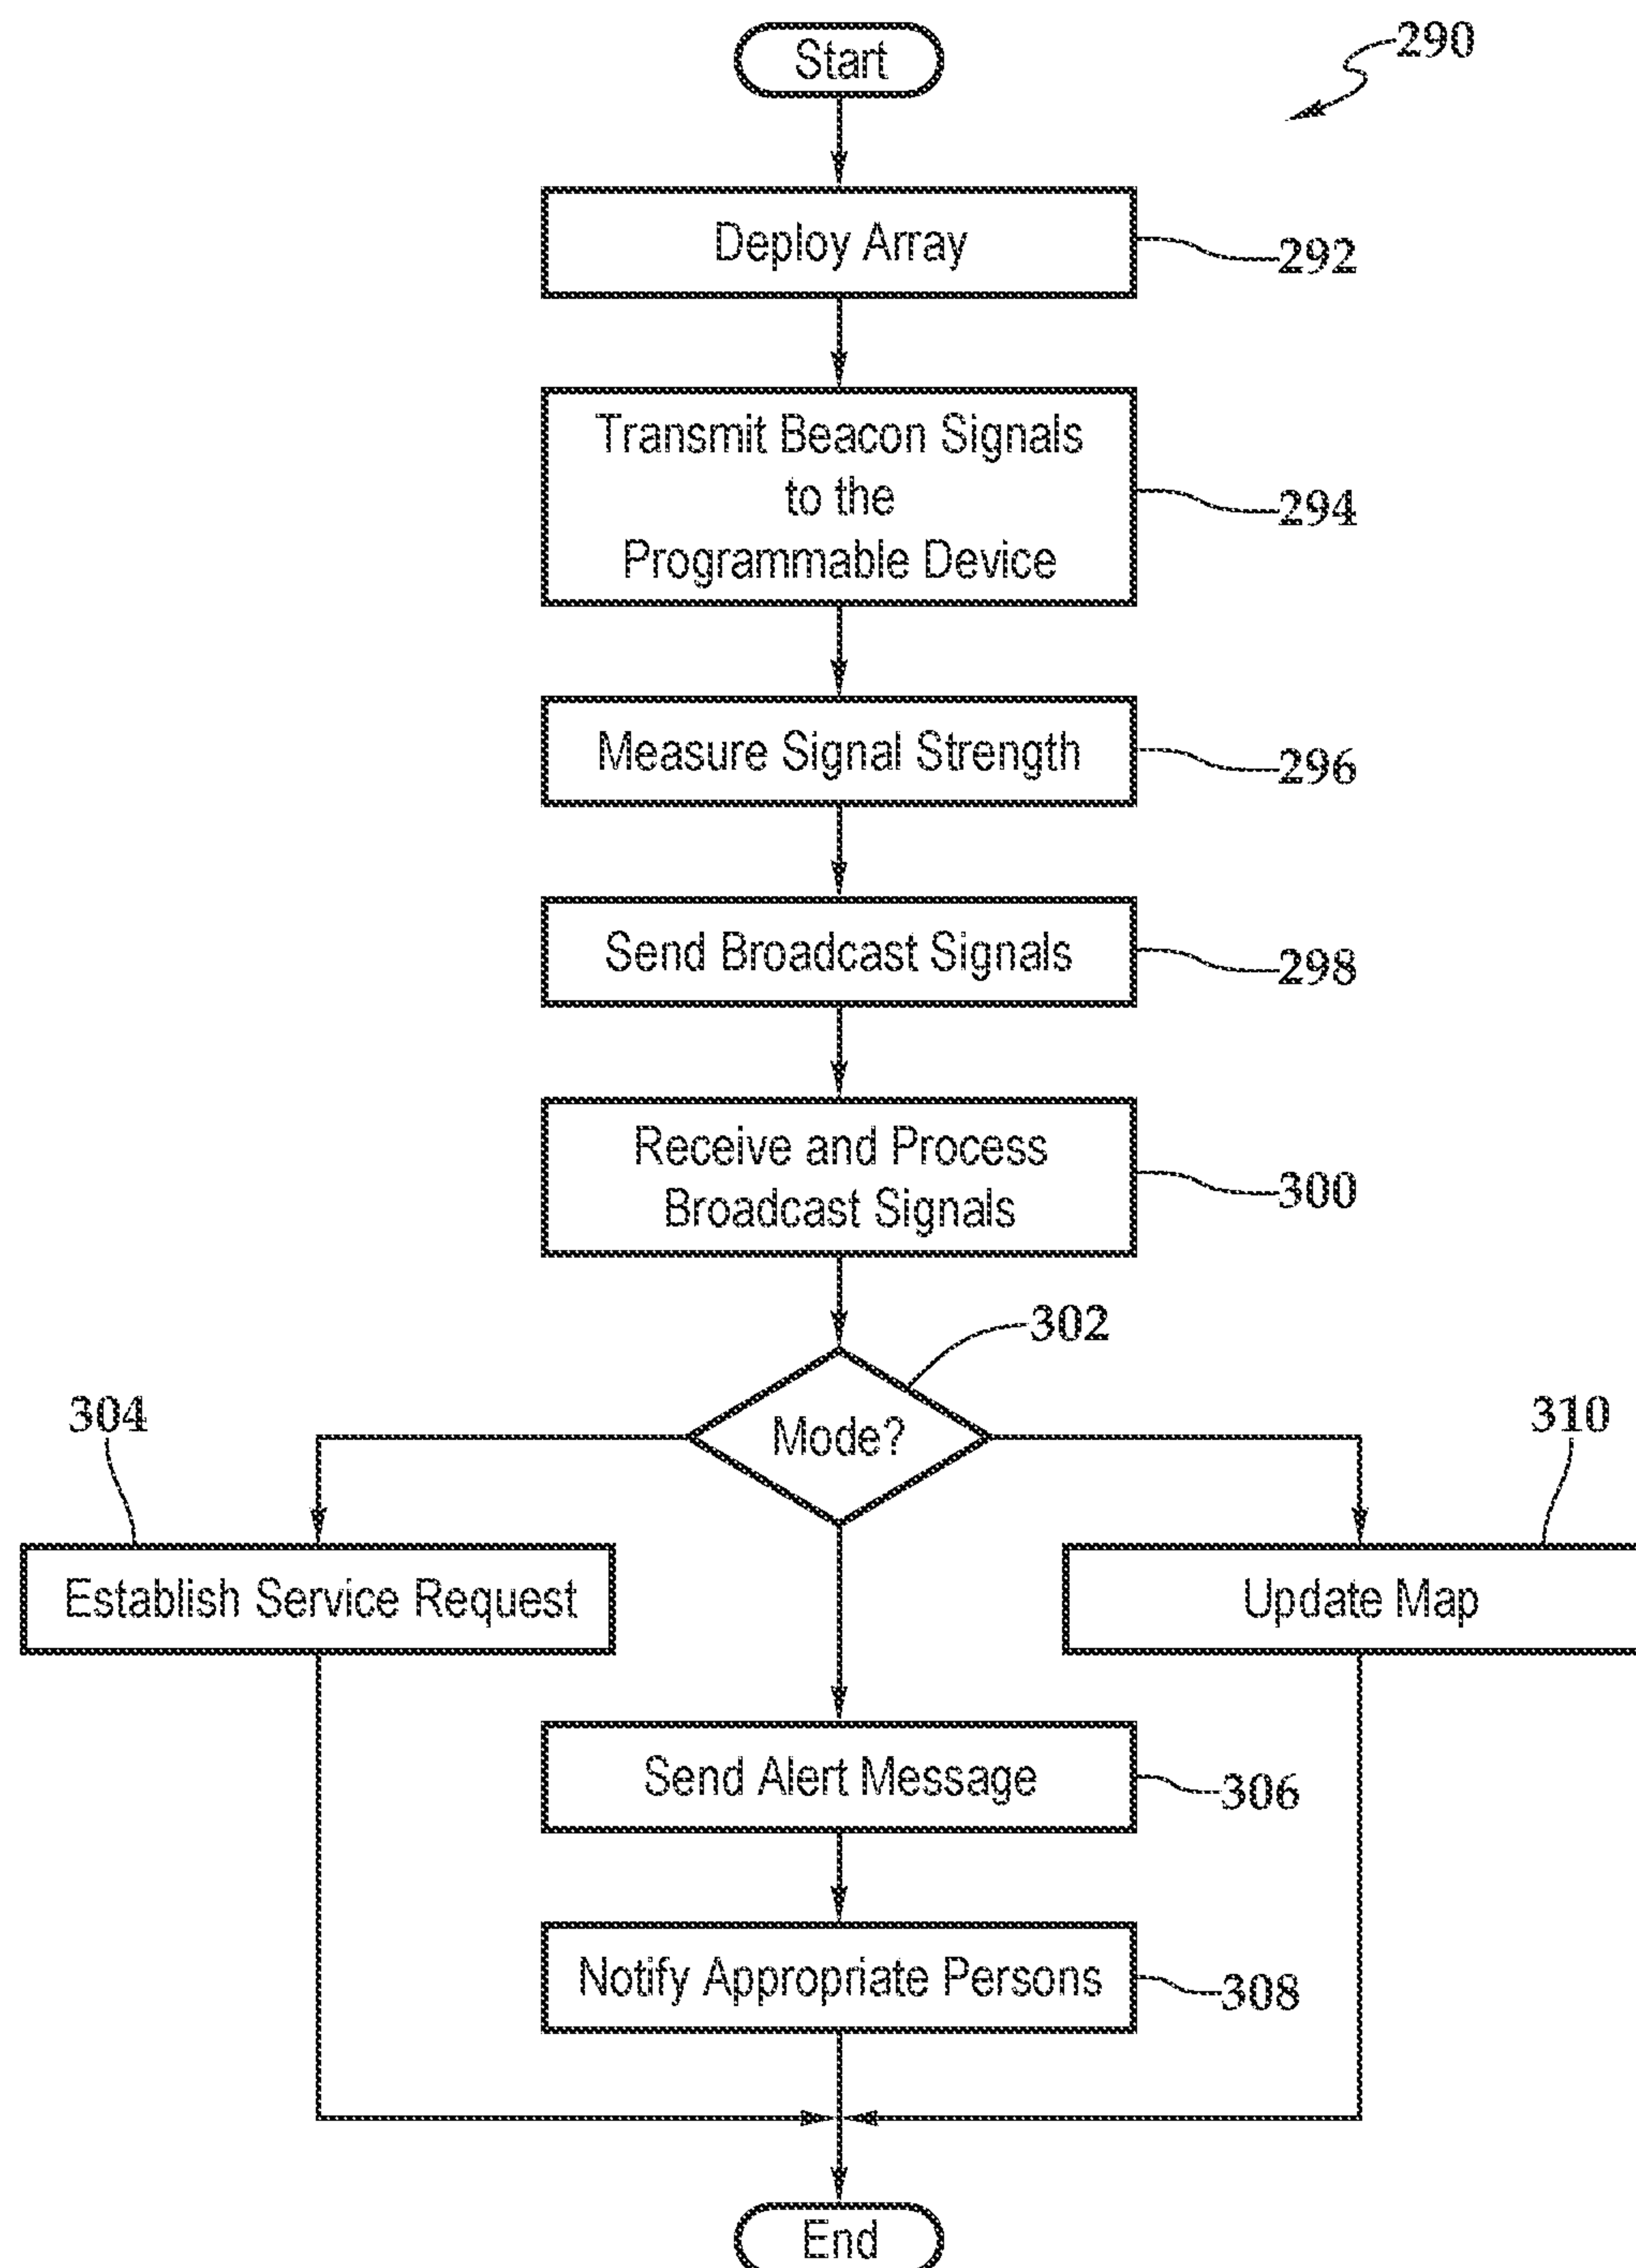 Start
290
Deploy Array
292
Transmit Beacon Signals
to the
Programmable Device
294
Measure Signal Strength
296
Send Broadcast Signals
298
Receive and Process
Broadcast Signals
300
302
Mode?
304
310
Establish Service Request
Update Map
Send Alert Message
306
Notify Appropriate Persons
308
End